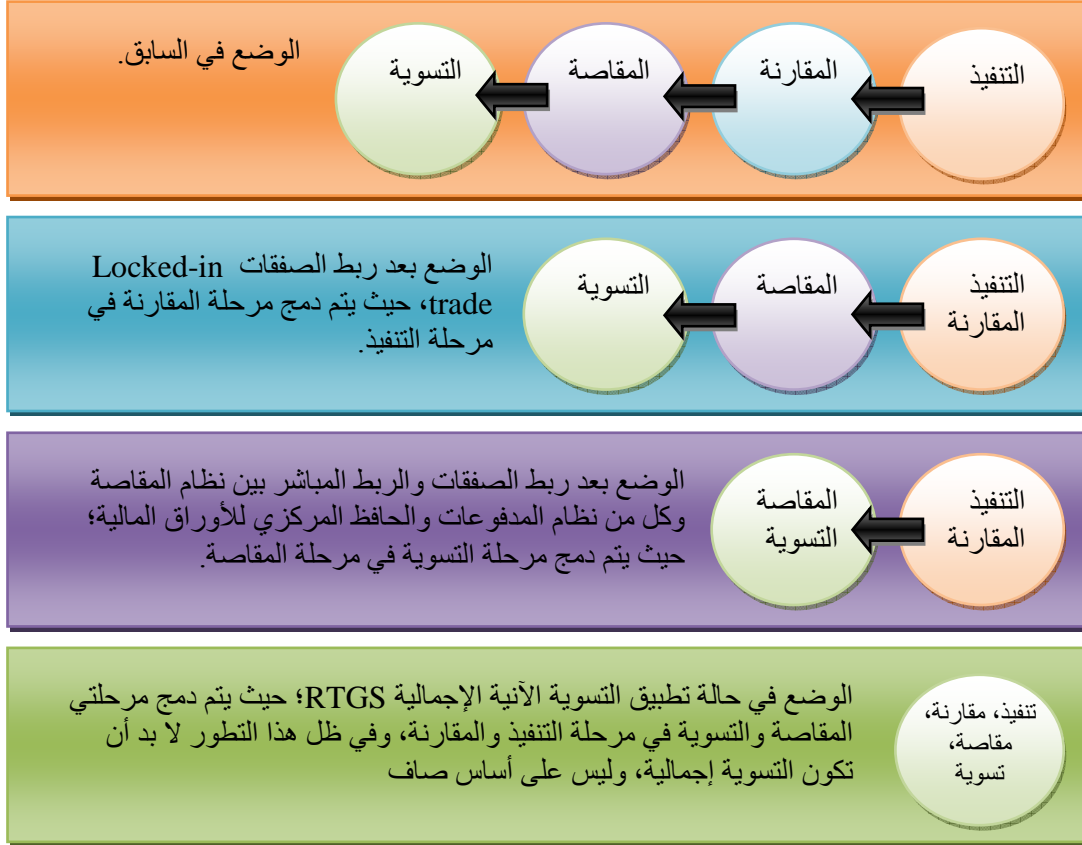 التنفيذ
المقارنة
المقاصة
التسوية
الوضع في السابق.
التنفيذ
المقارنة
المقاصة
التسوية
الوضع بعد ربط الصفقات Locked-in
trade، حيث يتم دمج مرحلة المقارنة في
مرحلة التنفيذ.
التنفيذ
المقارنة
المقاصة
التسوية
الوضع بعد ربط الصفقات والربط المباشر بين نظام المقاصة
وكل من نظام المدفوعات والحافظ المركزي للأوراق المالية؛
حيث يتم دمج مرحلة التسوية في مرحلة المقاصة.
تنفيذ، مقارنة،
مقاصة،
تسوية
الوضع في حالة تطبيق التسوية الآنية الإجمالية RTGS؛ حيث يتم دمج مرحلتي
المقاصة والتسوية في مرحلة التنفيذ والمقارنة، وفي ظل هذا التطور لا بد أن
تكون التسوية إجمالية، وليس على أساس صاف